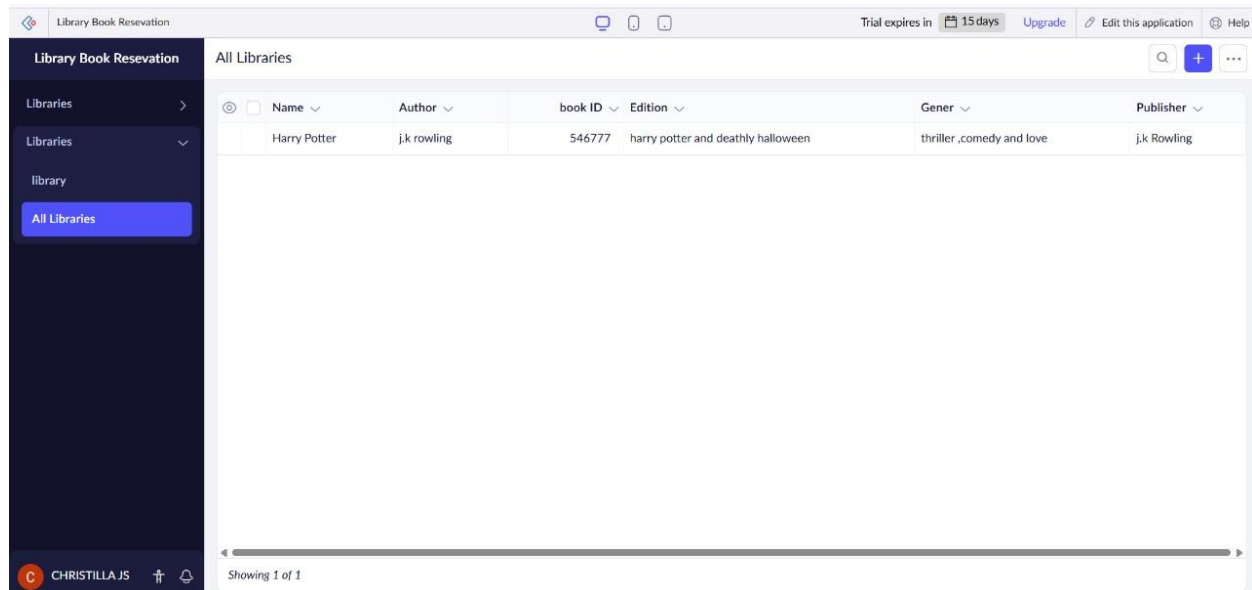 Library Book Resevation
Trial expires in 15 days Upgrade Edit this application Help
Library Book Resevation
All Libraries
Libraries
Libraries
library
All Libraries
Name Author book ID Edition Gener Publisher
Harry Potter j.k rowling 546777 harry potter and deathly halloween thriller ,comedy and love j.k Rowling
C CHRISTILLA JS
Showing 1 of 1